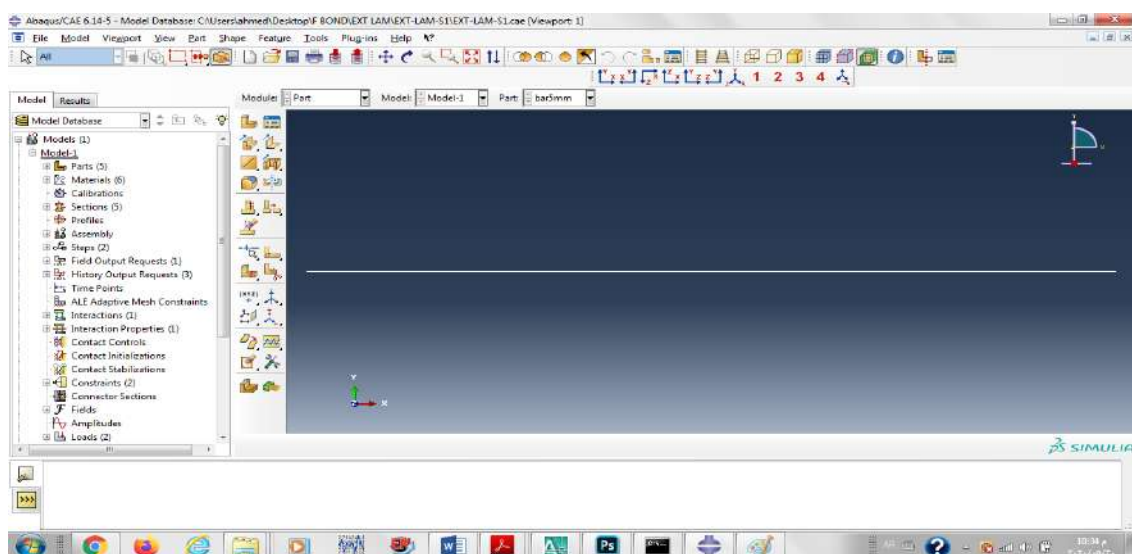 Abaqus/CAE 6.14-5 - Model Database: C:\Users\ahmed\Desktop\F BOND\EXT LAM\EXT-LAM-S1\EXT-LAM-S1.cae [Viewport: 1]
File Model Viewport View Part Shape Feature Tools Plug-ins Help
All
1 2 3 4
Model Results
Module: Part Model: Model-1 Part: bar5mm
Model Database
Models (1)
Model-1
Parts (5)
Materials (6)
Calibrations
Sections (5)
Profiles
Assembly
Steps (2)
Field Output Requests (1)
History Output Requests (3)
Time Points
ALE Adaptive Mesh Constraints
Interactions (1)
Interaction Properties (1)
Contact Controls
Contact Initializations
Contact Stabilizations
Constraints (2)
Connector Sections
Fields
Amplitudes
Loads (2)
Y
X
SIMULIA
Ps
10:34 م